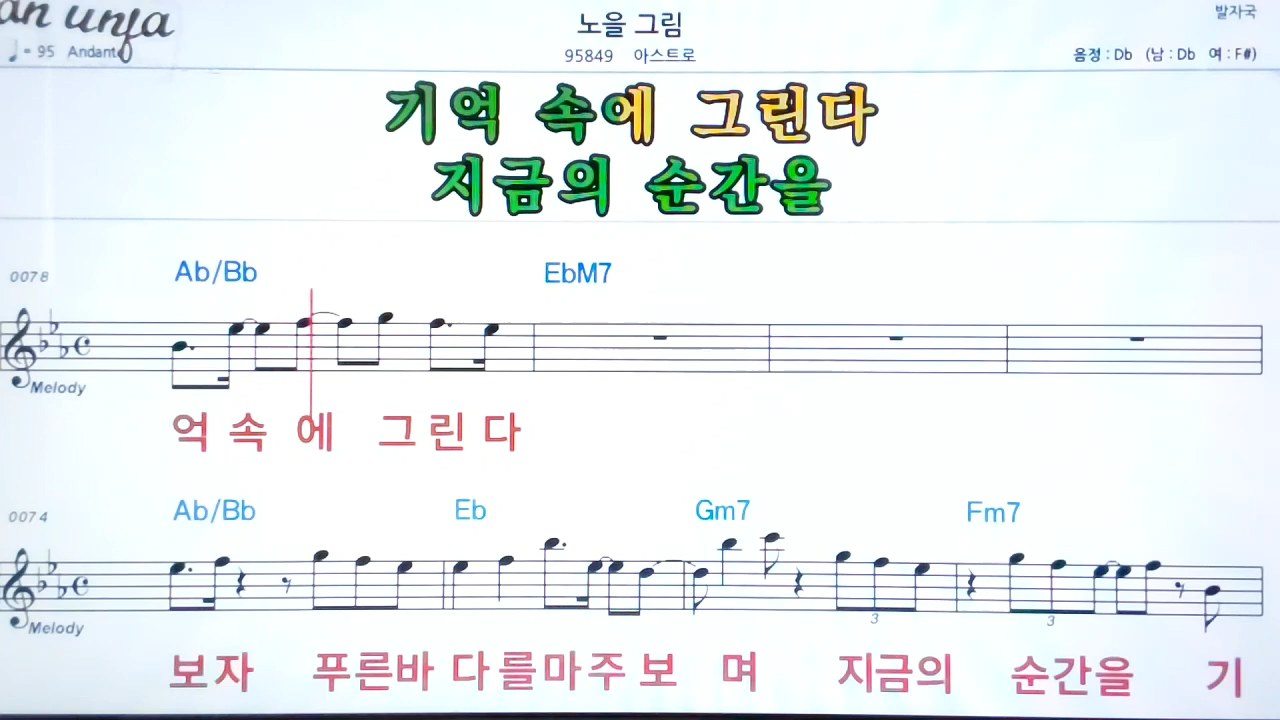 an unfa
노을 그림
발자국
♩= 95 Andante
95849 아스트로
음정 : Db (남 : Db 여 : F#)
기억 속에 그린다
지금의 순간을
0078
Ab/Bb EbM7
Melody
억 속 에 그 린 다
0074
Ab/Bb Eb Gm7 Fm7
3 3
Melody
보자 푸른바 다를마주 보 며 지금의 순간을 기